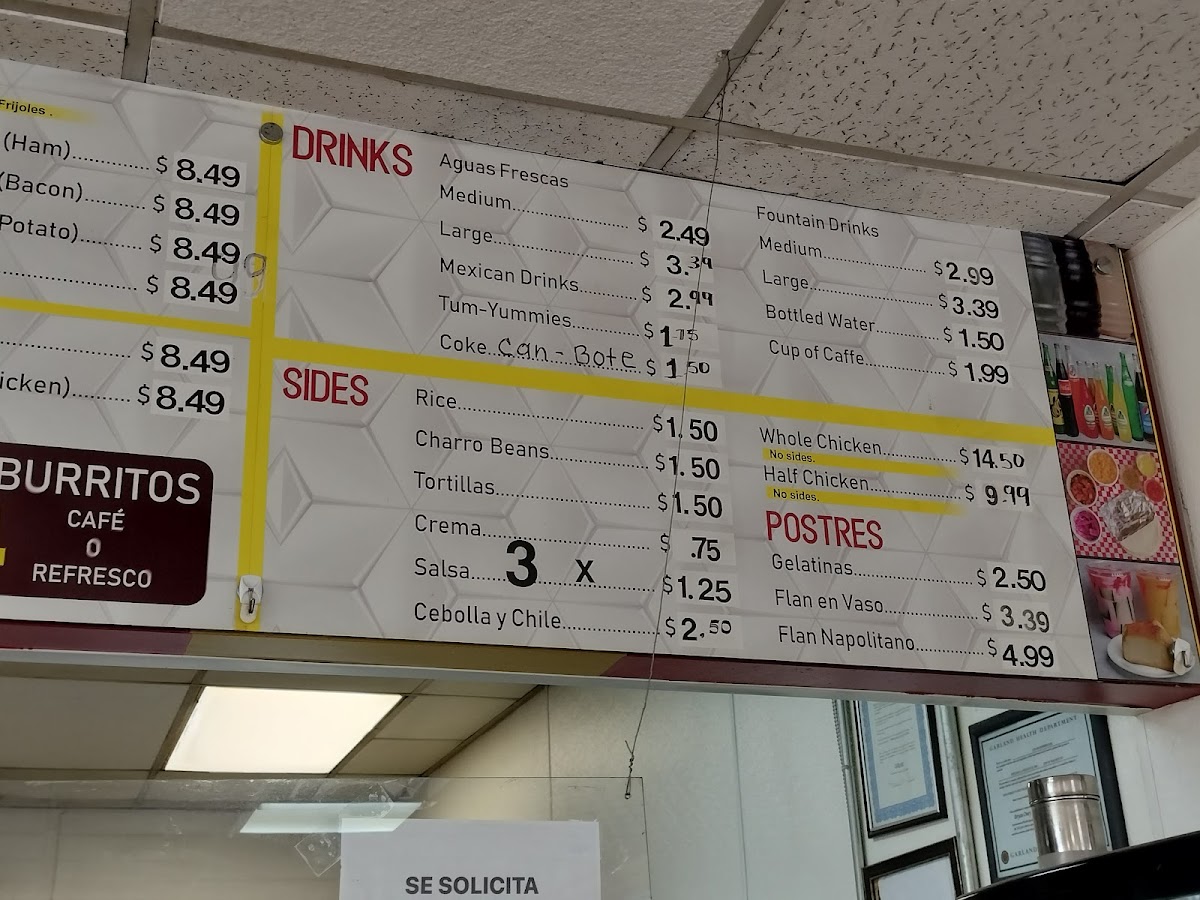 Frijoles .
(Ham)..........$ 8.49
(Bacon)..........$ 8.49
Potato)..........$ 8.49
..........$ 8.49
..........$ 8.49
icken)..........$ 8.49
BURRITOS
CAFÉ
O
REFRESCO
DRINKS
Aguas Frescas
Medium..........$ 2.49
Large..........$ 3.39
Mexican Drinks..........$ 2.99
Tum-Yummies..........$ 1.75
Coke..Can - Bote $ 1.50
Fountain Drinks
Medium..........$ 2.99
Large..........$ 3.39
Bottled Water..........$ 1.50
Cup of Caffe..........$ 1.99
SIDES
Rice..........$ 1.50
Charro Beans..........$ 1.50
Tortillas..........$ 1.50
Crema..........$ .75
Salsa.....3 x $ 1.25
Cebolla y Chile..........$ 2.50
Whole Chicken..........$ 14.50
No sides.
Half Chicken..........$ 9.99
No sides.
POSTRES
Gelatinas..........$ 2.50
Flan en Vaso..........$ 3.39
Flan Napolitano..........$ 4.99
GARLAND HEALTH DEPARTMENT
GARLAND
SE SOLICITA